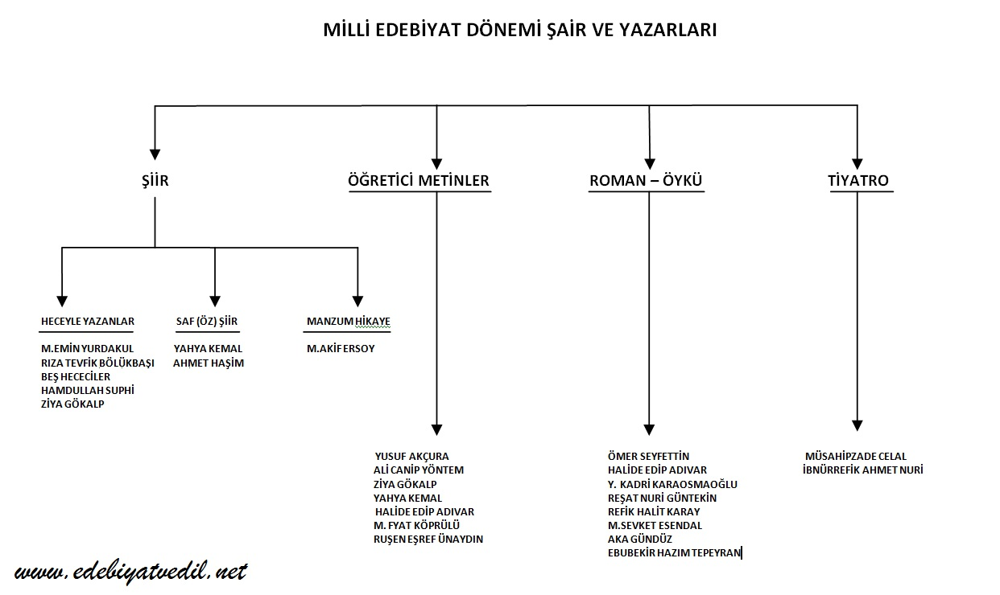 MİLLİ EDEBİYAT DÖNEMİ ŞAİR VE YAZARLARI
ŞİİR
ÖĞRETİCİ METİNLER
ROMAN – ÖYKÜ
TİYATRO
HECEYLE YAZANLAR
M.EMİN YURDAKUL
RIZA TEVFİK BÖLÜKBAŞI
BEŞ HECECİLER
HAMDULLAH SUPHİ
ZİYA GÖKALP
SAF (ÖZ) ŞİİR
YAHYA KEMAL
AHMET HAŞİM
MANZUM HİKAYE
M.AKİF ERSOY
YUSUF AKÇURA
ALİ CANİP YÖNTEM
ZİYA GÖKALP
YAHYA KEMAL
HALİDE EDİP ADIVAR
M. FYAT KÖPRÜLÜ
RUŞEN EŞREF ÜNAYDIN
ÖMER SEYFETTİN
HALİDE EDİP ADIVAR
Y. KADRİ KARAOSMAOĞLU
REŞAT NURİ GÜNTEKİN
REFİK HALİT KARAY
M.SEVKET ESENDAL
AKA GÜNDÜZ
EBUBEKİR HAZIM TEPEYRAN
MÜSAHİPZADE CELAL
İBNÜRREFİK AHMET NURİ
www.edebiyatvedil.net